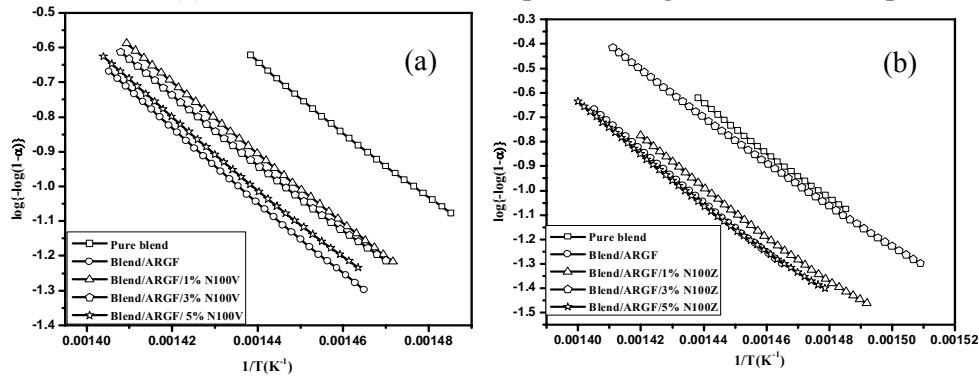 -0.5
-0.6
-0.7
-0.8
-0.9
-1.0
-1.1
-1.2
-1.3
-1.4
log{-log(1-α)}
(a)
Pure blend
Blend/ARGF
Blend/ARGF/1% N100V
Blend/ARGF/3% N100V
Blend/ARGF/ 5% N100V
0.00140 0.00142 0.00144 0.00146 0.00148
1/T(K⁻¹)
-0.3
-0.4
-0.5
-0.6
-0.7
-0.8
-0.9
-1.0
-1.1
-1.2
-1.3
-1.4
-1.5
log{-log(1-α)}
(b)
Pure blend
Blend/ARGF
Blend/ARGF/1% N100Z
Blend/ARGF/3% N100Z
Blend/ARGF/5% N100Z
0.00140 0.00142 0.00144 0.00146 0.00148 0.00150 0.00152
1/T(K⁻¹)